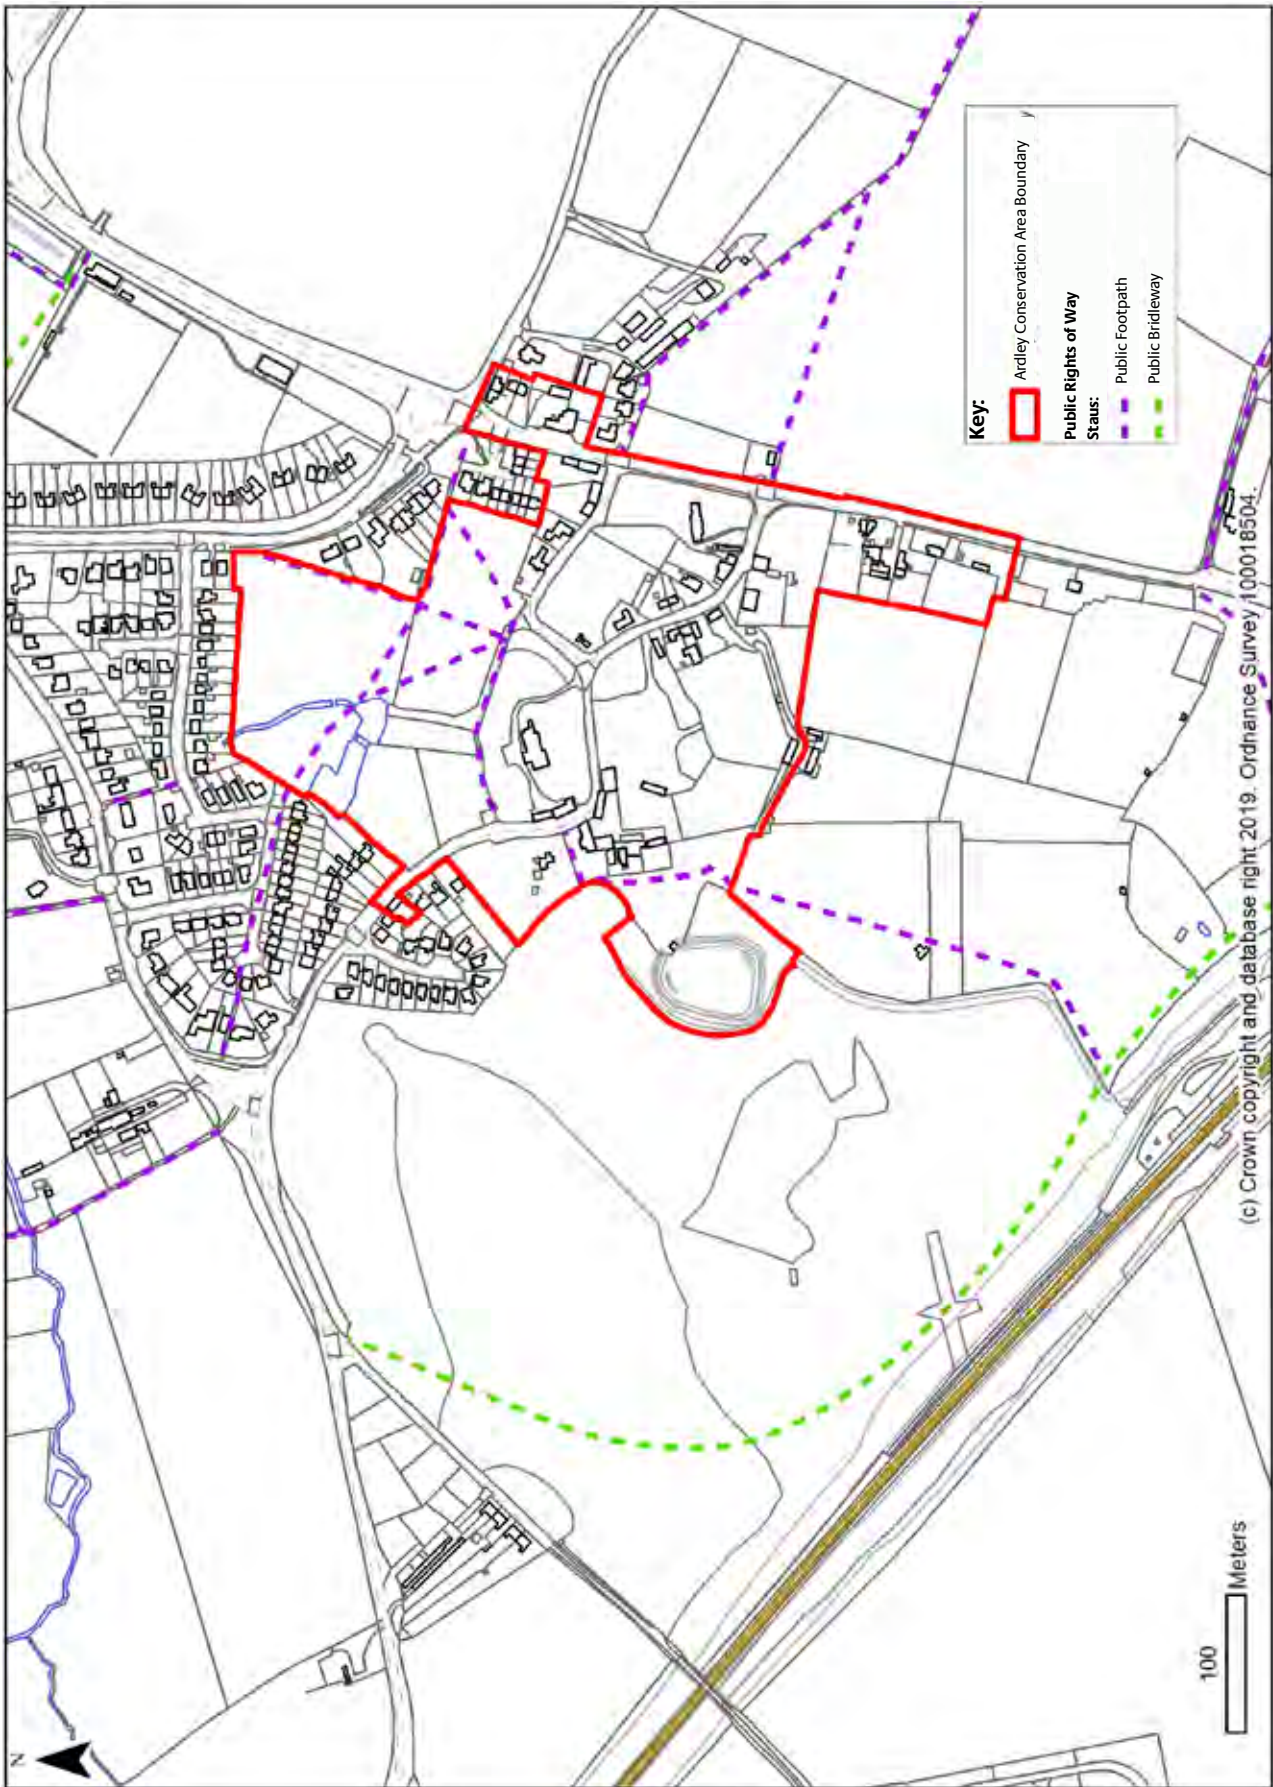 N
Key:
Ardley Conservation Area Boundary
y
Public Rights of Way
Staus:
Public Footpath
Public Bridleway
100
Meters
(c) Crown copyright and database right 2019. Ordnance Survey 100018504.